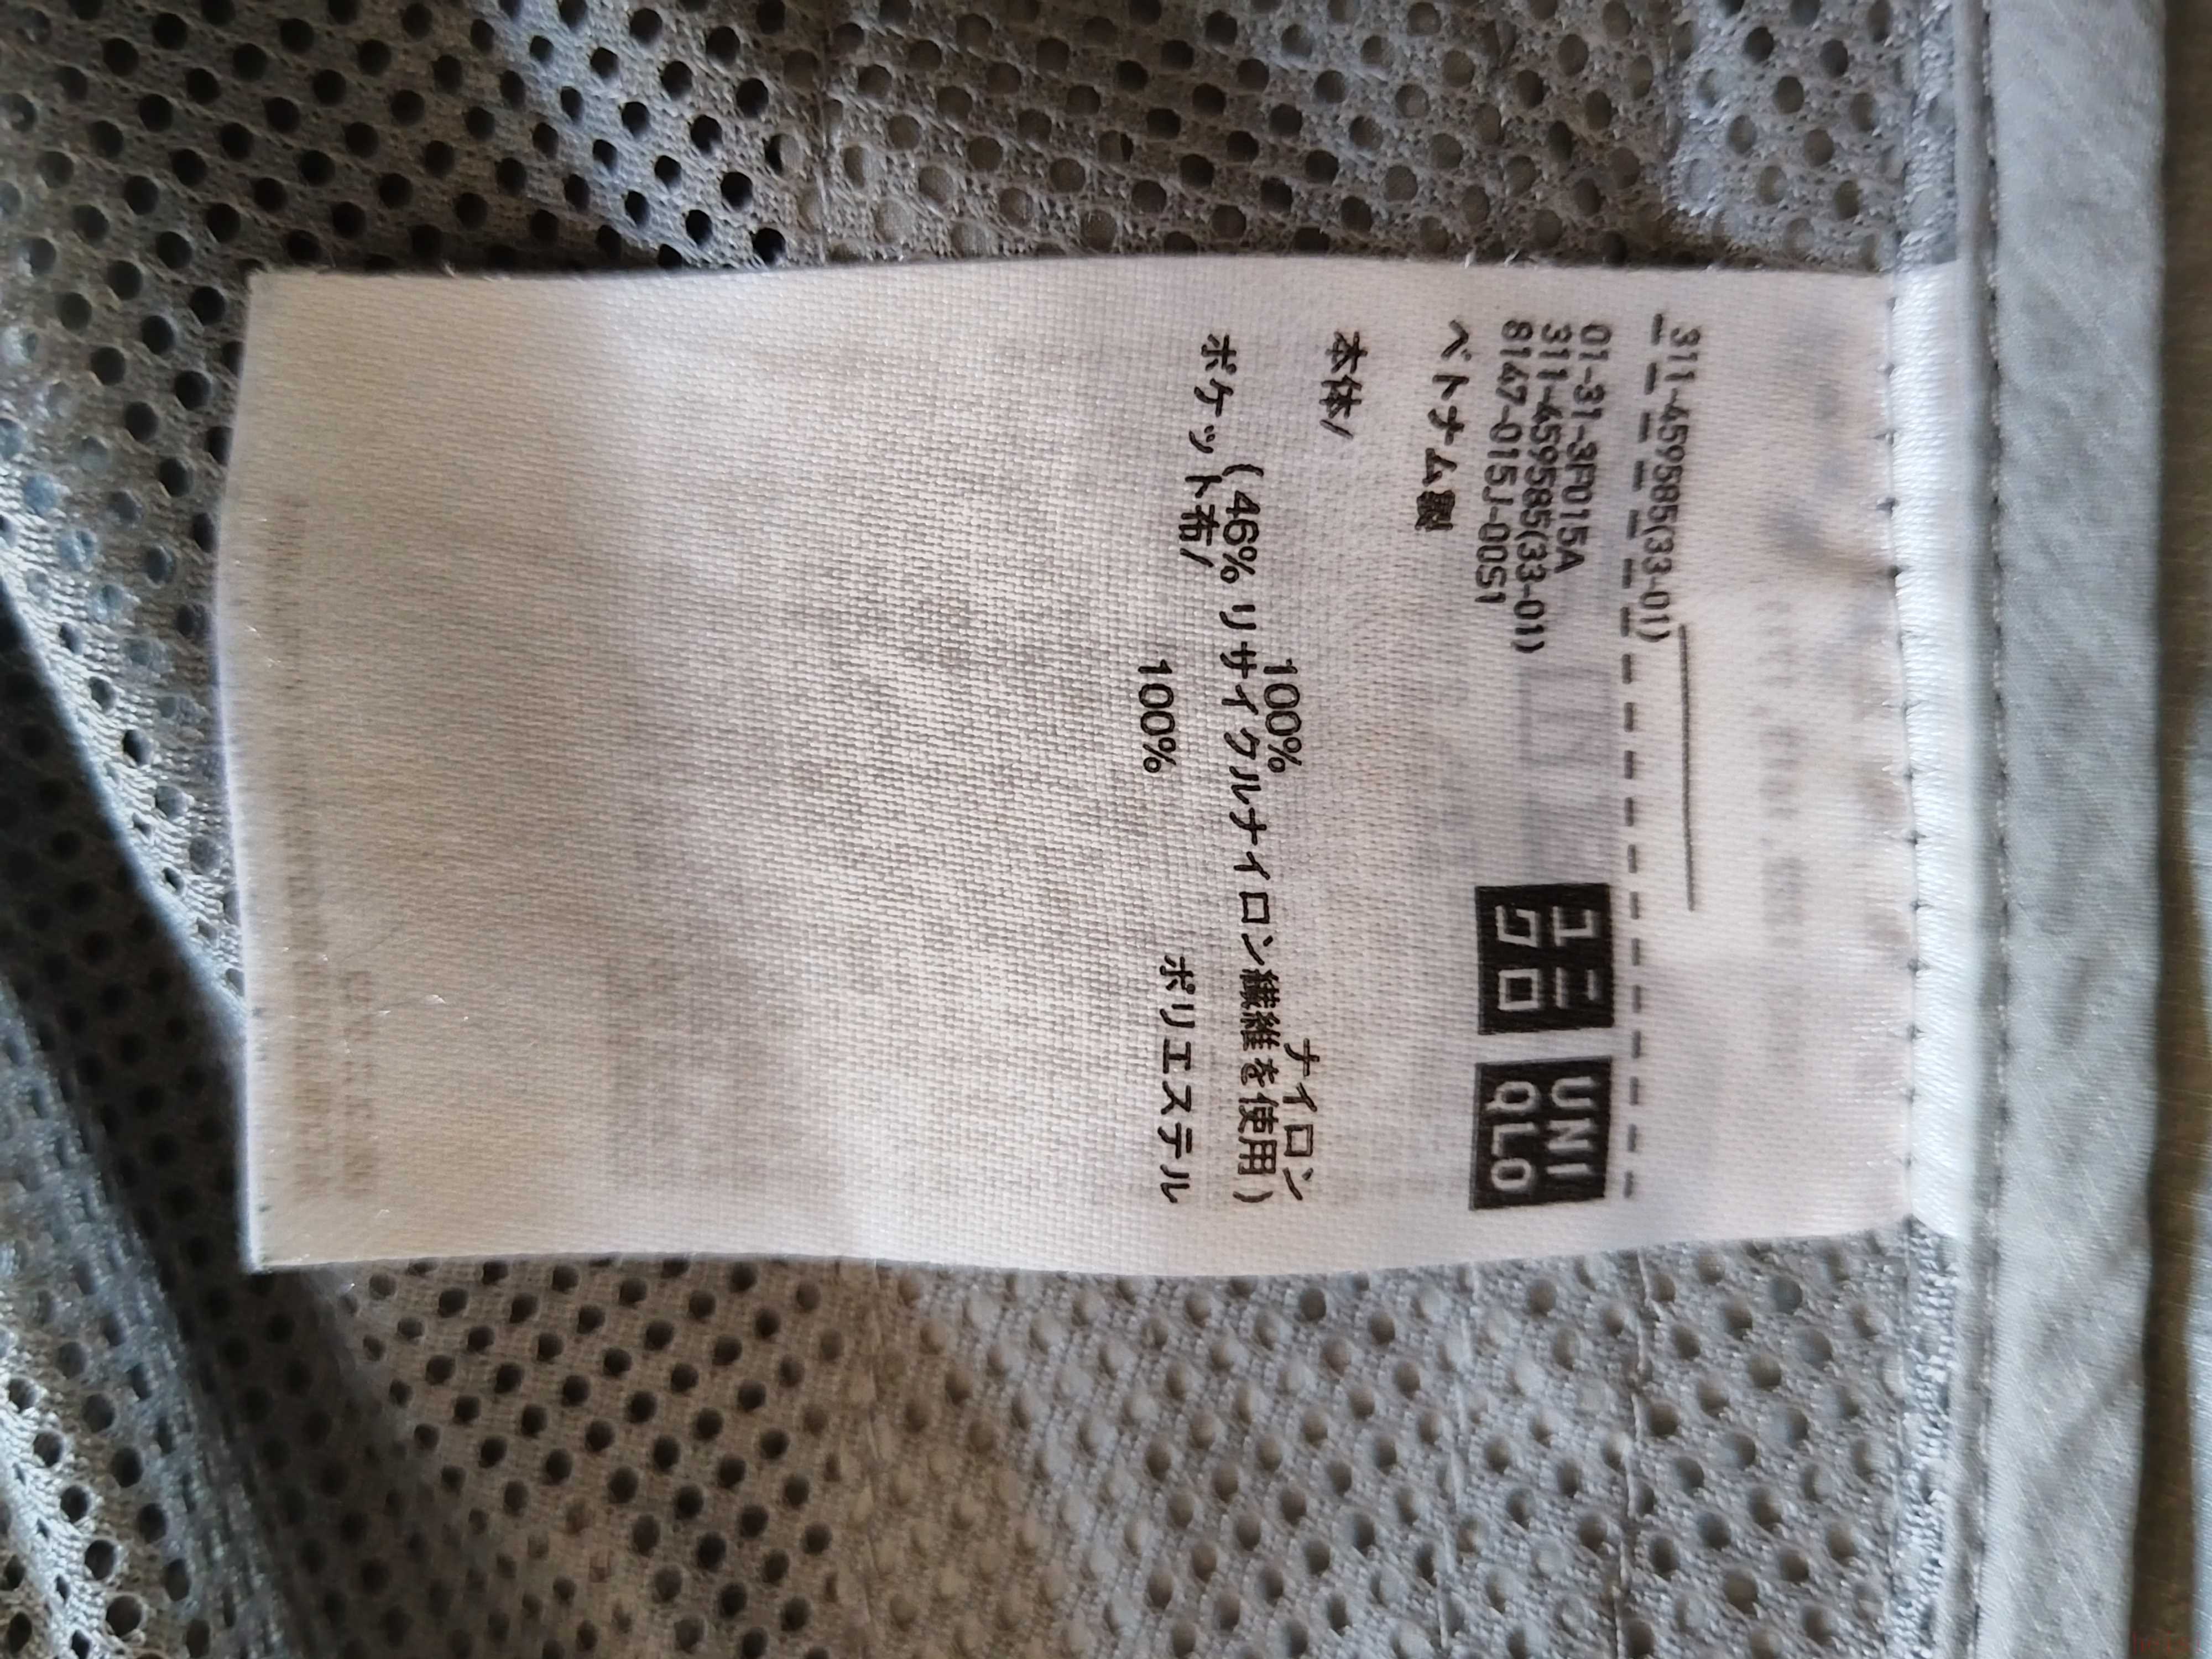 311-459585(33-01)
01-31-3F015A
311-459585(33-01)
8147-015J-00S1
ユニ
クロ
UNI
QLO
ベトナム製
本体/
100% ナイロン
(46% リサイクルナイロン繊維を使用)
ポケット布/
100% ポリエステル